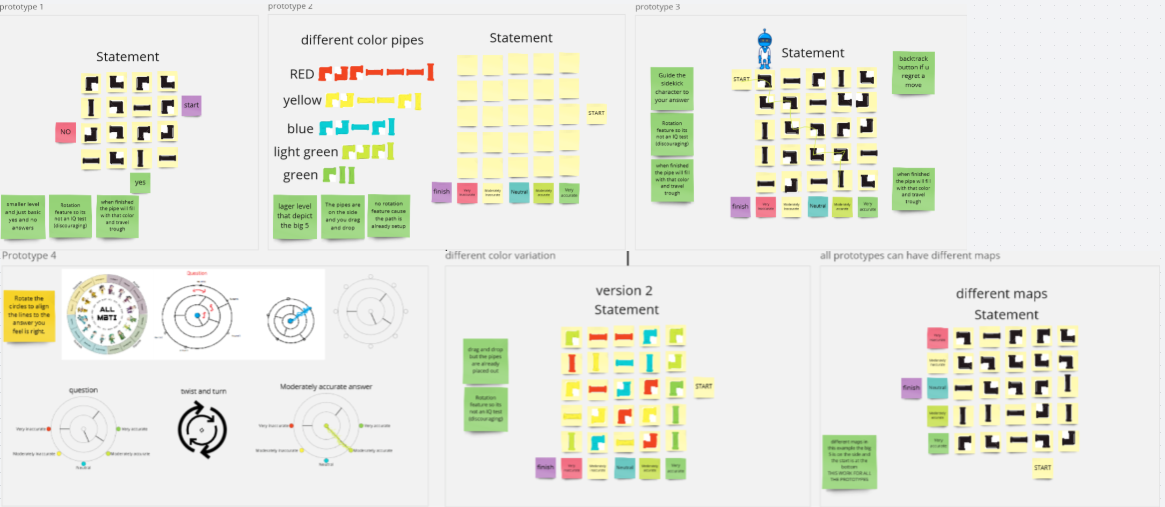 prototype 1
Statement
start
NO
yes
smaller level
and just basic
yes and no
answers
Rotation
feature so its
not an IQ test
(discouraging)
when finished
the pipe will fill
with that color
and travel
trough
prototype 2
different color pipes
Statement
RED
yellow
blue
light green
green
START
finish
Very
inaccurate
Moderately
inaccurate
Neutral
Moderately
accurate
Very
accurate
lager level
that depict
the big 5
The pipes are
on the side
and you drag
and drop
no rotation
feature cause
the path is
already setup
prototype 3
Statement
START
Guide the
sidekick
character to
your answer
Rotation
feature so its
not an IQ test
(discouraging)
when finished
the pipe will fill
with that color
and travel
trough
backtrack
button if u
regrot a
move
when finished
the pipe will fill
with that color
and travel
trough
finish
Very
inaccurate
Moderately
inaccurate
Neutral
Moderately
accurate
Very
accurate
Prototype 4
Rotate the
circles to align
the lines to the
answer you
feel is right.
ALL
MBTI
Question
question
twist and turn
Moderately accurate answer
Very inaccurate
Very accurate
Moderately inaccurate
Moderately accurate
Neutral
Very inaccurate
Very accurate
Moderately inaccurate
Moderately accurate
Neutral
different color variation
version 2
Statement
drag and drop
but the pipes
are already
placed out
Rotation
feature so its
not an IQ test
(discouraging)
START
finish
Very
inaccurate
Moderately
inaccurate
Neutral
Moderately
accurate
Very
accurate
all prototypes can have different maps
different maps
Statement
Very
inaccurate
Moderately
inaccurate
finish
Neutral
Moderately
accurate
Very
accurate
START
different maps in
this example the big
5 is on the side and
the start is at the
bottom
THIS WORK FOR ALL
THE PROTOTYPES